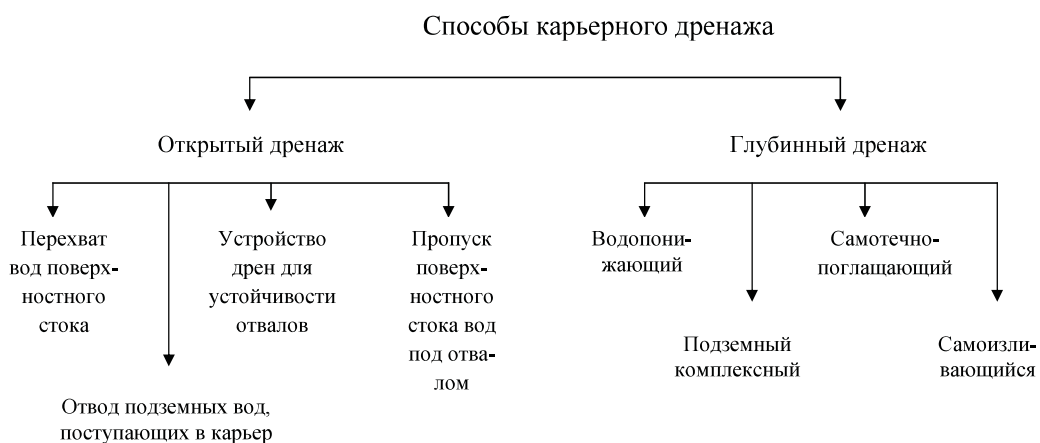 Способы карьерного дренажа
Открытый дренаж
Глубинный дренаж
Перехват
вод поверх-
ностного
стока
Отвод подземных вод,
поступающих в карьер
Устройство
дрен для
устойчивости
отвалов
Пропуск
поверх-
ностного
стока вод
под отва-
лом
Водопони-
жающий
Подземный
комплексный
Самотечно-
поглащающий
Самоизли-
вающийся